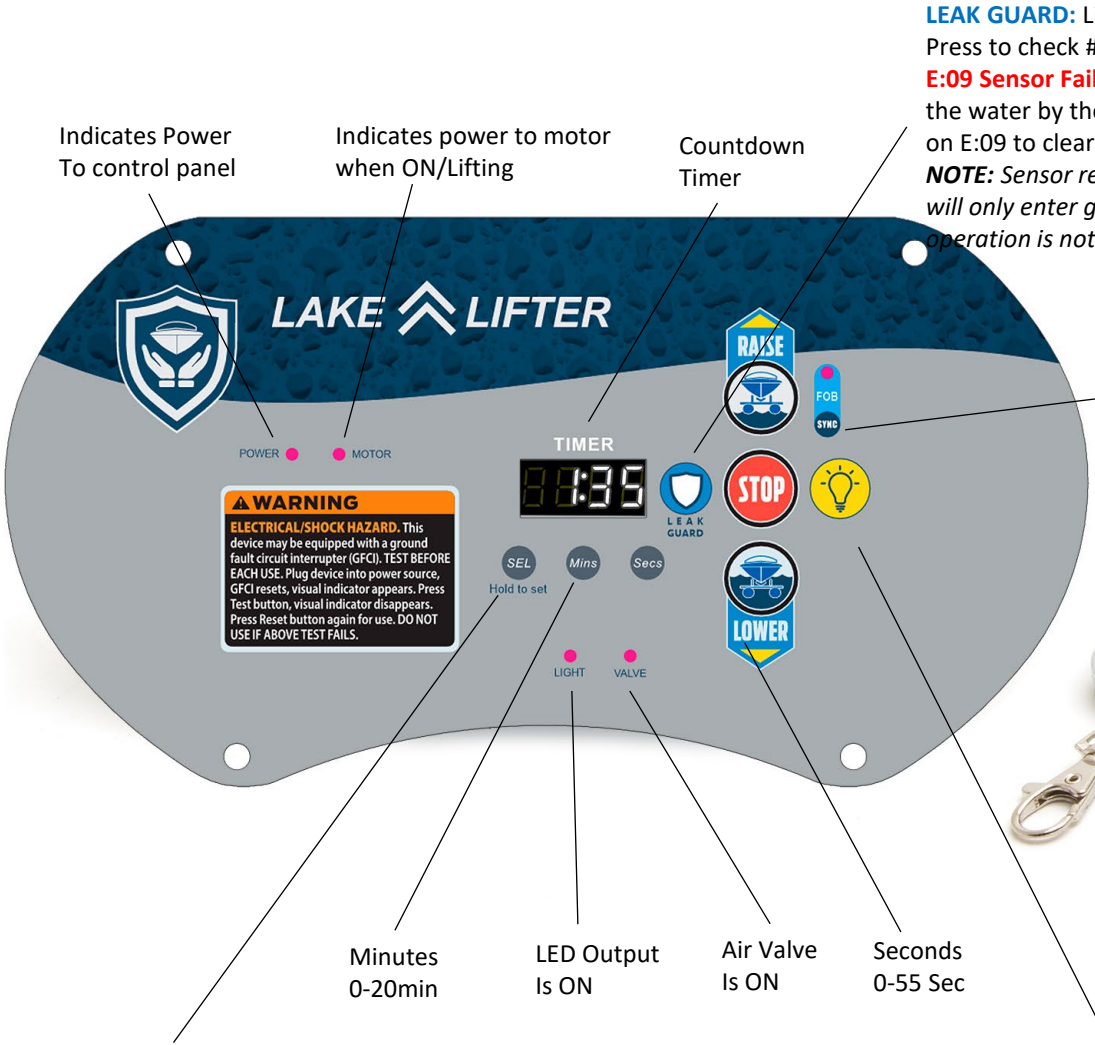 LEAK GUARD:
Press to check #
E:09 Sensor Fail
the water by the
on E:09 to clear
NOTE: Sensor re
will only enter g
operation is not
Indicates Power
To control panel
Indicates power to motor
when ON/Lifting
Countdown
Timer
LAKE LIFTER
RAISE
FOB
SYNC
POWER
MOTOR
TIMER
1:35
LEAK
GUARD
STOP
WARNING
ELECTRICAL/SHOCK HAZARD. This
device may be equipped with a ground
fault circuit interrupter (GFCI). TEST BEFORE
EACH USE. Plug device into power source,
GFCI resets, visual indicator appears. Press
Test button, visual indicator disappears.
Press Reset button again for use. DO NOT
USE IF ABOVE TEST FAILS.
SEL
Mins
Secs
Hold to set
LOWER
LIGHT
VALVE
Minutes
0-20min
LED Output
Is ON
Air Valve
Is ON
Seconds
0-55 Sec